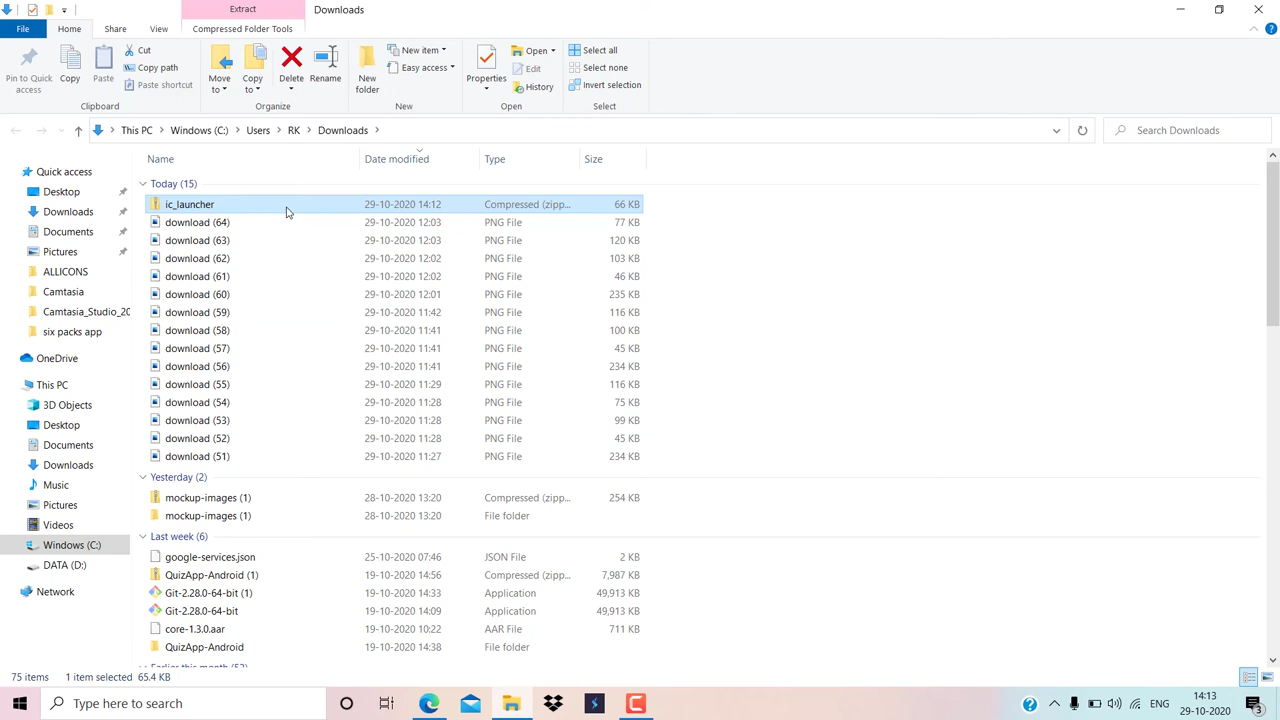 Extract
Downloads
File
Home
Share
View
Compressed Folder Tools
Pin to Quick access
Copy
Paste
Cut
Copy path
Paste shortcut
Clipboard
Move to
Copy to
Delete
Rename
Organize
New folder
New item
Easy access
New
Properties
Open
Edit
History
Open
Select all
Select none
Invert selection
Select
This PC
Windows (C:)
Users
RK
Downloads
Search Downloads
Name Date modified Type Size
Quick access
Desktop
Downloads
Documents
Pictures
ALLICONS
Camtasia
Camtasia_Studio_20
six packs app
OneDrive
This PC
3D Objects
Desktop
Documents
Downloads
Music
Pictures
Videos
Windows (C:)
DATA (D:)
Network
Today (15)
ic_launcher 29-10-2020 14:12 Compressed (zipp... 66 KB
download (64) 29-10-2020 12:03 PNG File 77 KB
download (63) 29-10-2020 12:03 PNG File 120 KB
download (62) 29-10-2020 12:02 PNG File 103 KB
download (61) 29-10-2020 12:02 PNG File 46 KB
download (60) 29-10-2020 12:01 PNG File 235 KB
download (59) 29-10-2020 11:42 PNG File 116 KB
download (58) 29-10-2020 11:41 PNG File 100 KB
download (57) 29-10-2020 11:41 PNG File 45 KB
download (56) 29-10-2020 11:41 PNG File 234 KB
download (55) 29-10-2020 11:29 PNG File 116 KB
download (54) 29-10-2020 11:28 PNG File 75 KB
download (53) 29-10-2020 11:28 PNG File 99 KB
download (52) 29-10-2020 11:28 PNG File 45 KB
download (51) 29-10-2020 11:27 PNG File 234 KB
Yesterday (2)
mockup-images (1) 28-10-2020 13:20 Compressed (zipp... 254 KB
mockup-images (1) 28-10-2020 13:20 File folder
Last week (6)
google-services.json 25-10-2020 07:46 JSON File 2 KB
QuizApp-Android (1) 19-10-2020 14:56 Compressed (zipp... 7,987 KB
Git-2.28.0-64-bit (1) 19-10-2020 14:33 Application 49,913 KB
Git-2.28.0-64-bit 19-10-2020 14:09 Application 49,913 KB
core-1.3.0.aar 19-10-2020 10:22 AAR File 711 KB
QuizApp-Android 19-10-2020 14:38 File folder
Earlier this month (52)
75 items 1 item selected 65.4 KB
Type here to search
ENG
14:13
29-10-2020
3